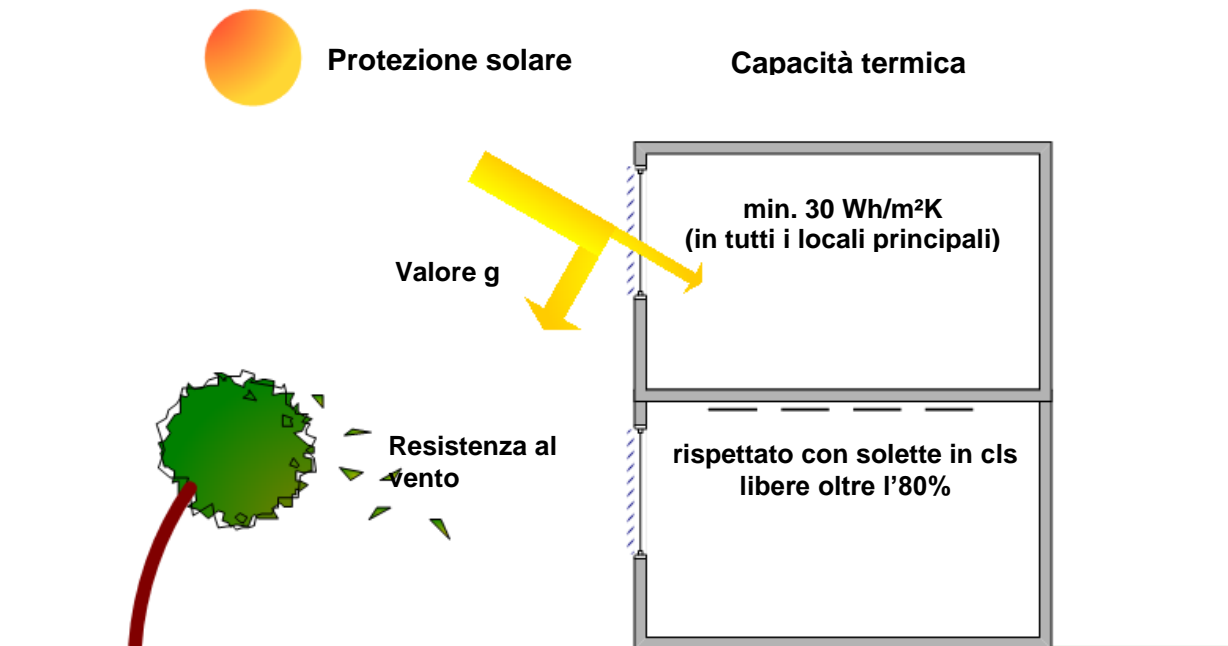 Protezione solare
Capacità termica
min. 30 Wh/m²K
(in tutti i locali principali)
Valore g
Resistenza al
vento
rispettato con solette in cls
libere oltre l’80%